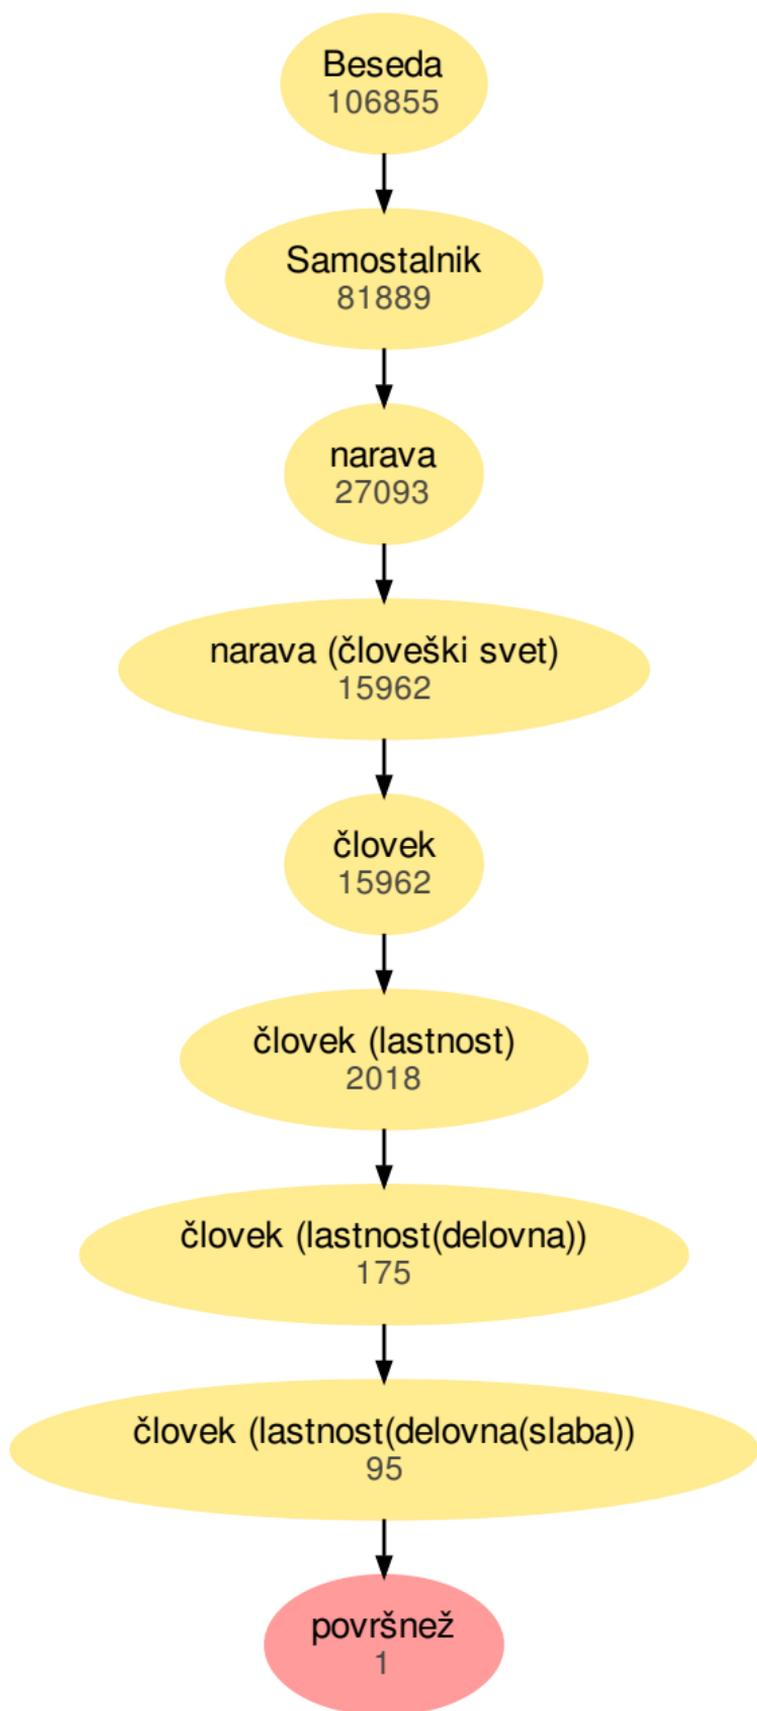 Beseda
106855
Samostalnik
81889
narava
27093
narava (človeški svet)
15962
človek
15962
človek (lastnost)
2018
človek (lastnost(delovna))
175
človek (lastnost(delovna(slaba))
95
površnež
1